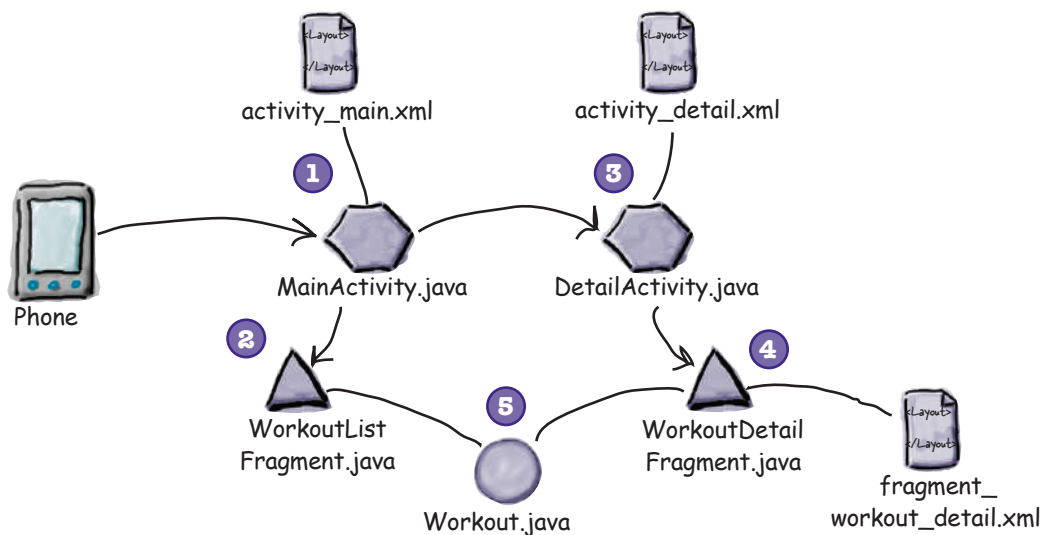 <Layout>
</Layout>
activity_main.xml
<Layout>
</Layout>
activity_detail.xml
1
3
Phone
MainActivity.java
DetailActivity.java
2
4
5
WorkoutList
Fragment.java
WorkoutDetail
Fragment.java
<Layout>
</Layout>
Workout.java
fragment_
workout_detail.xml